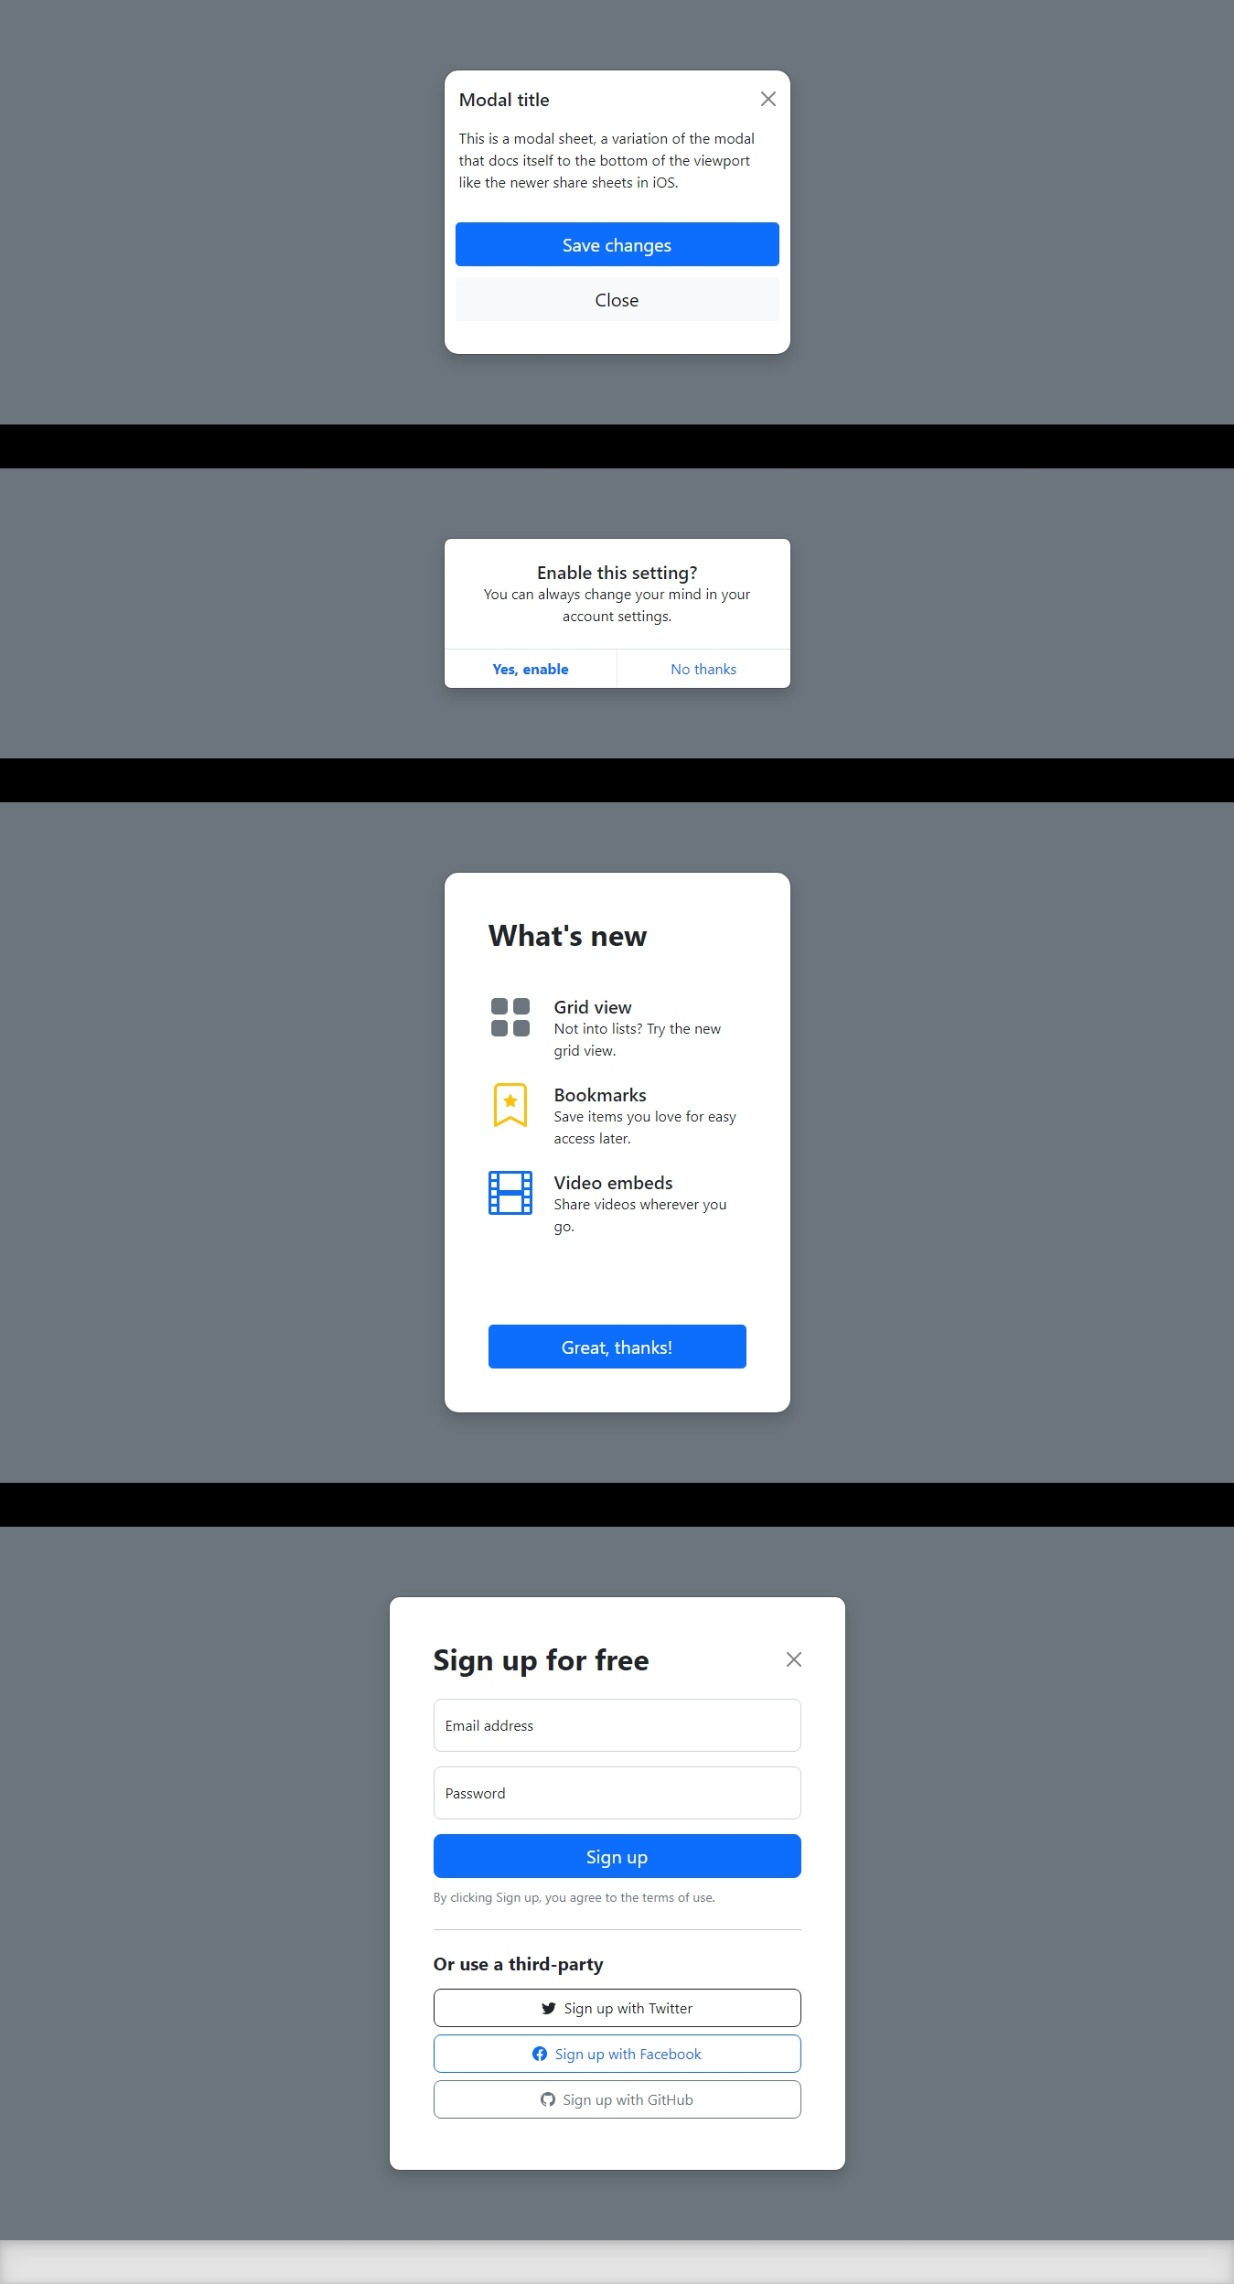 Modal title
This is a modal sheet, a variation of the modal
that docs itself to the bottom of the viewport
like the newer share sheets in iOS.
Save changes
Close
Enable this setting?
You can always change your mind in your
account settings.
Yes, enable
No thanks
What's new
Grid view
Not into lists? Try the new
grid view.
Bookmarks
Save items you love for easy
access later.
Video embeds
Share videos wherever you
go.
Great, thanks!
Sign up for free
Email address
Password
Sign up
By clicking Sign up, you agree to the terms of use.
Or use a third-party
Sign up with Twitter
Sign up with Facebook
Sign up with GitHub